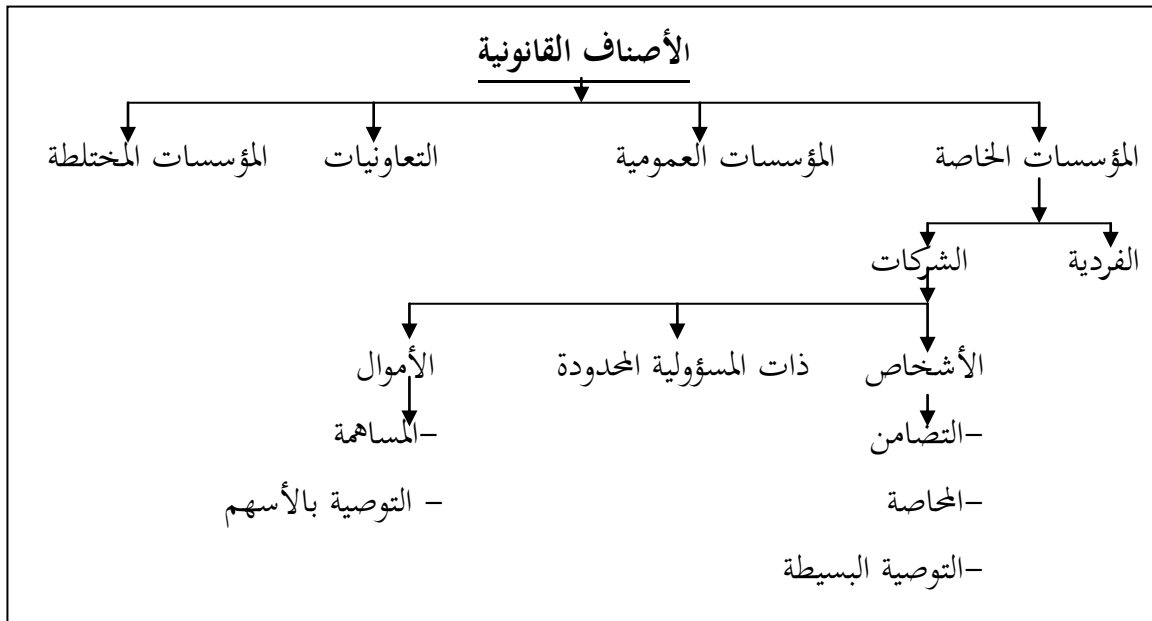 الأصناف القانونية
المؤسسات الخاصة المؤسسات العمومية التعاونيات المؤسسات المختلطة
الفردية الشركات
الأشخاص ذات المسؤولية المحدودة الأموال
–التضامن –المساهمة
–المحاصة – التوصية بالأسهم
–التوصية البسيطة